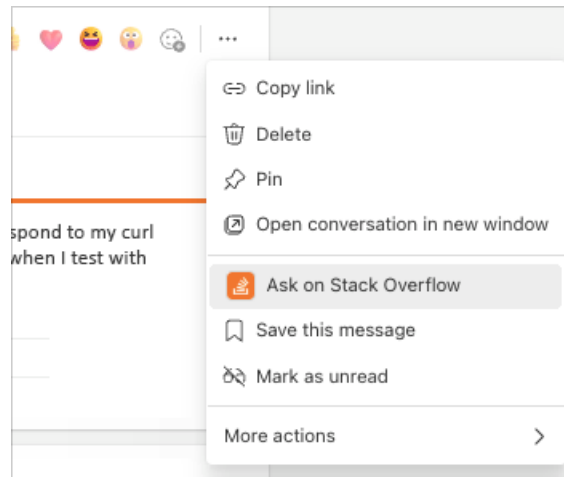 Copy link
Delete
Pin
Open conversation in new window
spond to my curl
when I test with
Ask on Stack Overflow
Save this message
Mark as unread
More actions